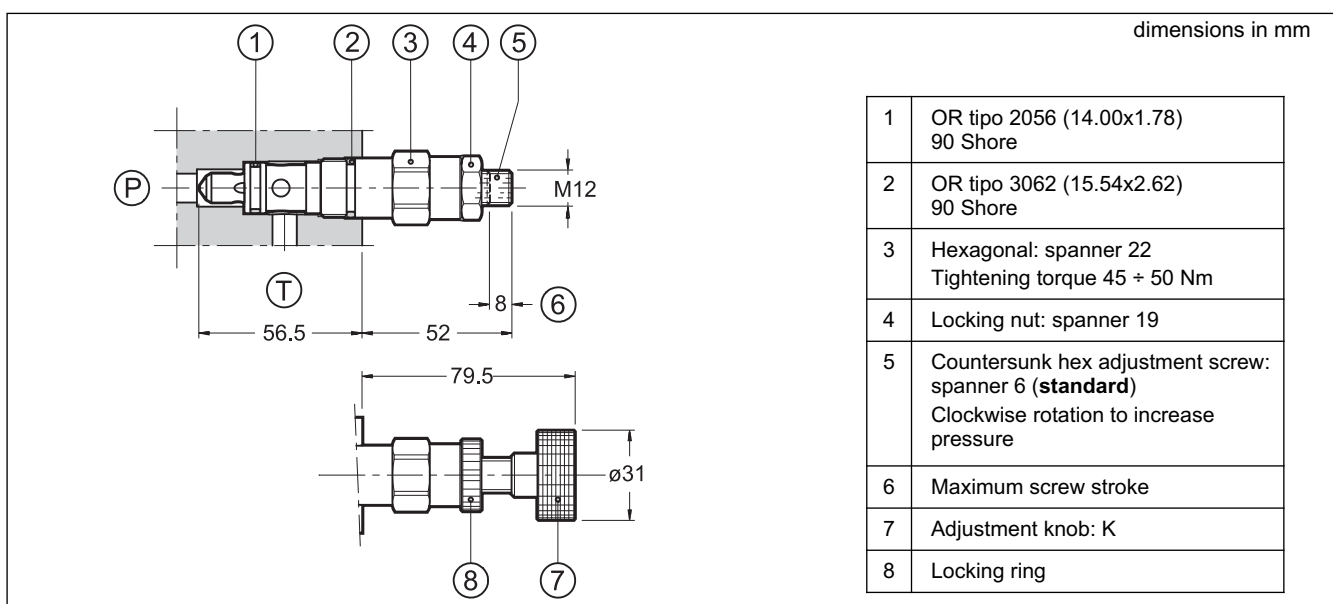 dimensions in mm
1 2 3 4 5
P
M12
T
8 6
56.5 52
79.5
ø31
8 7
1 OR tipo 2056 (14.00x1.78)
90 Shore
2 OR tipo 3062 (15.54x2.62)
90 Shore
3 Hexagonal: spanner 22
Tightening torque 45 ÷ 50 Nm
4 Locking nut: spanner 19
5 Countersunk hex adjustment screw:
spanner 6 (standard)
Clockwise rotation to increase
pressure
6 Maximum screw stroke
7 Adjustment knob: K
8 Locking ring